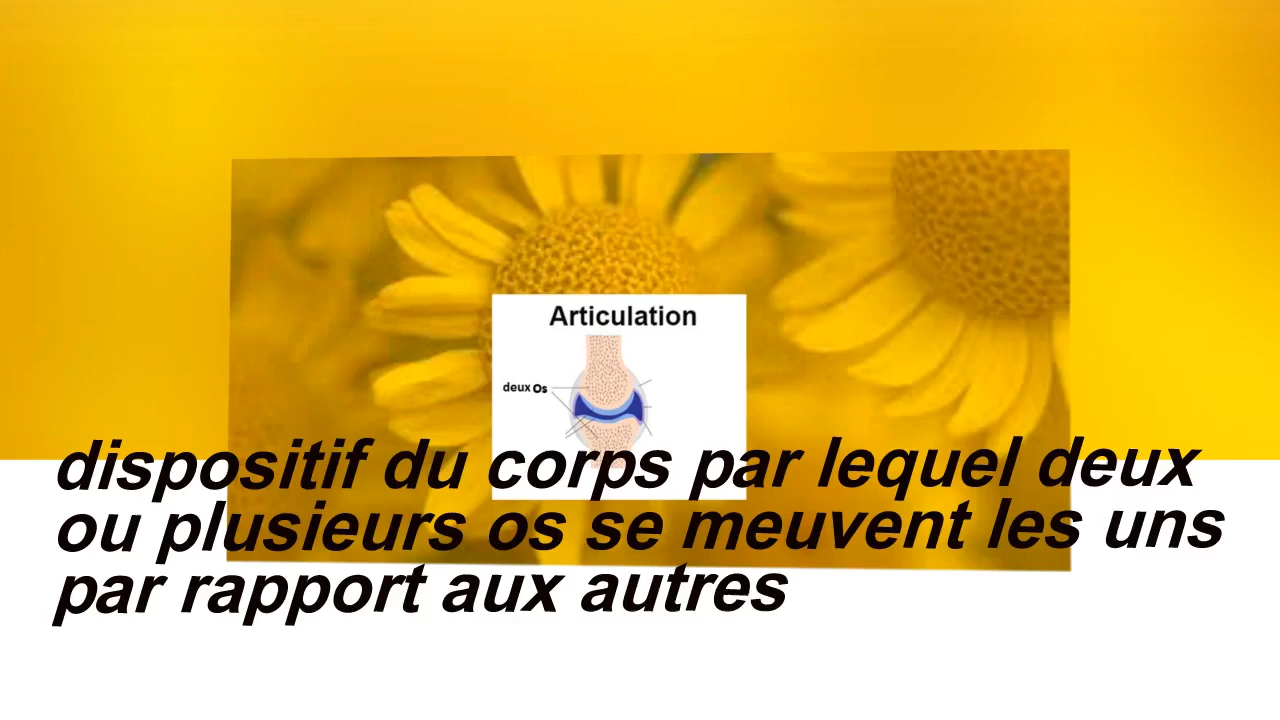 Articulation
deux Os
dispositif du corps par lequel deux
ou plusieurs os se meuvent les uns
par rapport aux autres